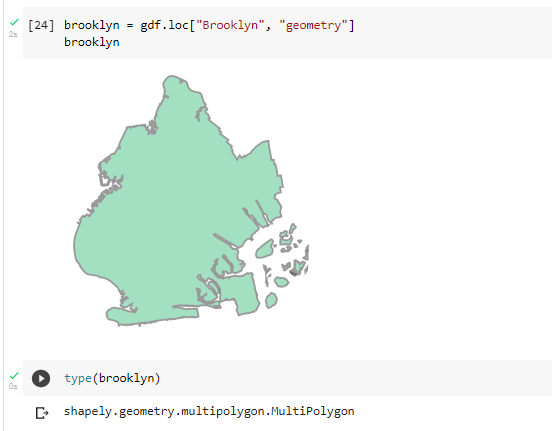 [24] brooklyn = gdf.loc["Brooklyn", "geometry"]
2s
brooklyn
type(brooklyn)
0s
shapely.geometry.multipolygon.MultiPolygon